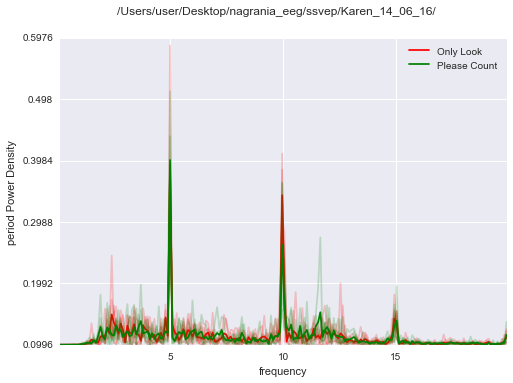 /Users/user/Desktop/nagrania_eeg/ssvep/Karen_14_06_16/
0.5976
Only Look
Please Count
0.498
0.3984
period Power Density
0.2988
0.1992
0.0996
5
10
15
frequency